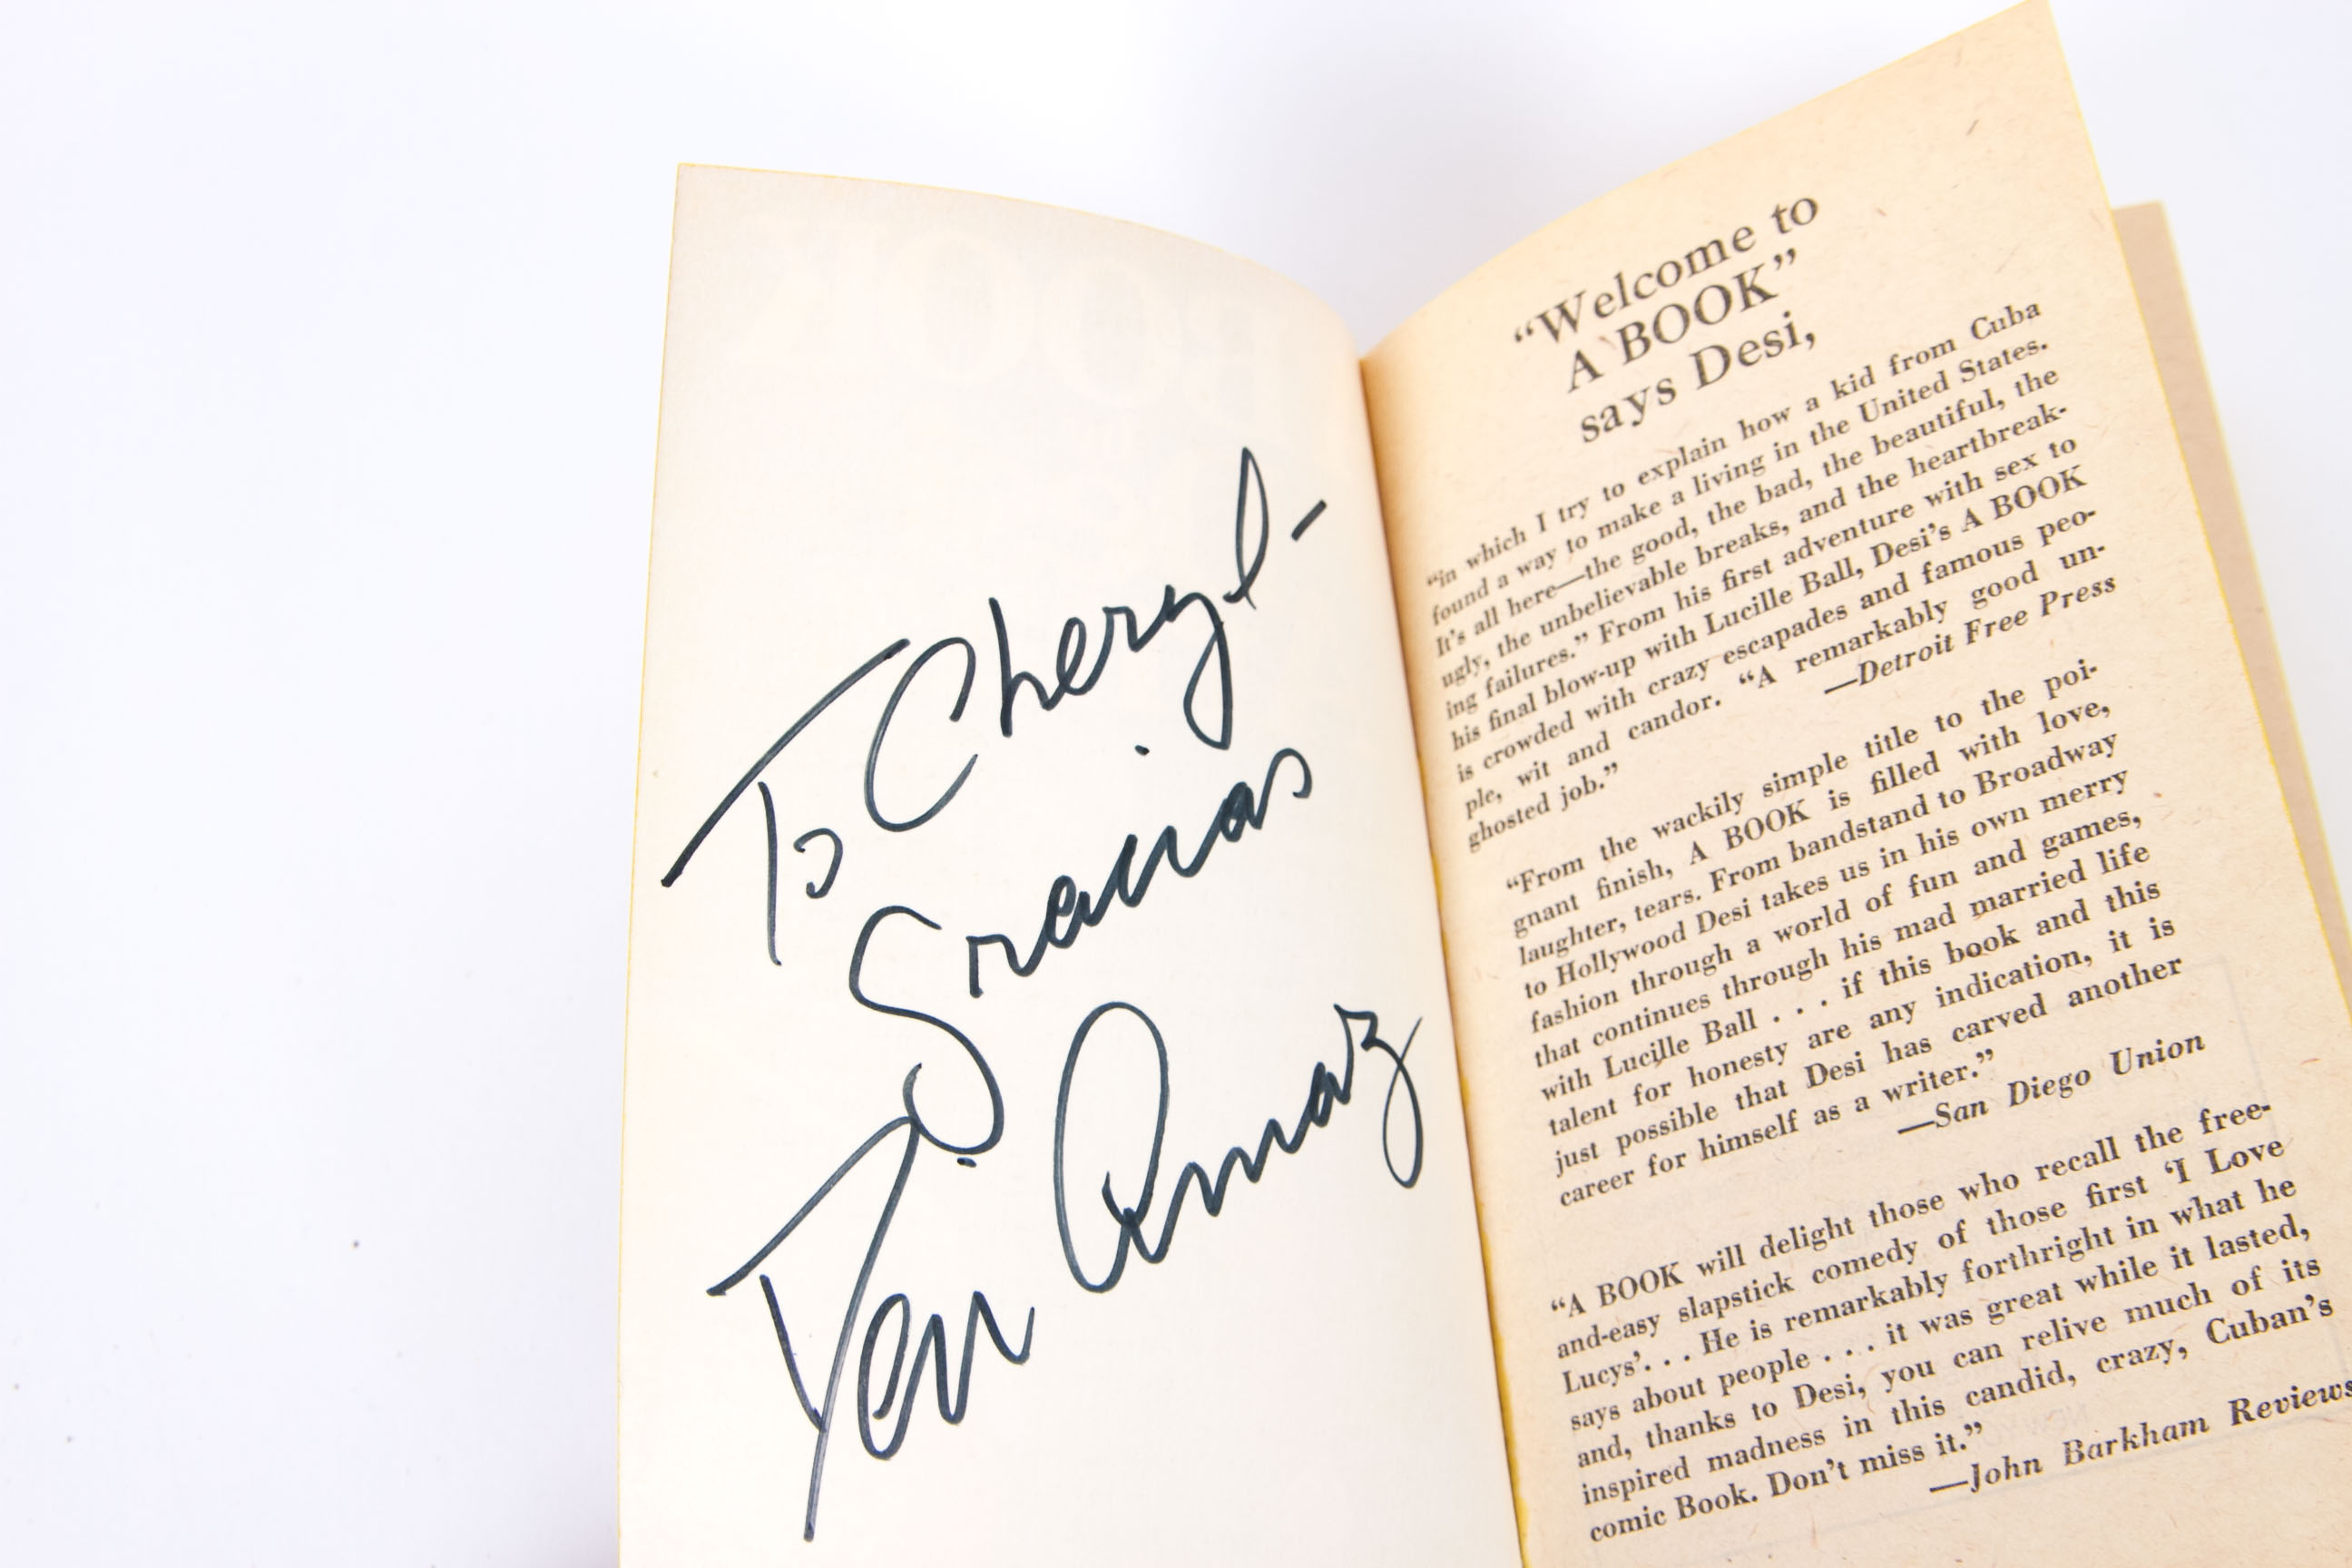 To Cheryl-
Gracias
Desi Arnaz
“Welcome to
A BOOK”
says Desi,
“in which I try to explain how a kid from Cuba
found a way to make a living in the United States.
It’s all here—the good, the bad, the beautiful, the
ugly, the unbelievable breaks, and the heartbreak-
ing failures.” From his first adventure with sex to
his final blow-up with Lucille Ball, Desi’s A BOOK
is crowded with crazy escapades and famous peo-
ple, wit and candor. “A remarkably good un-
ghosted job.”
—Detroit Free Press
“From the wackily simple title to the poi-
gnant finish, A BOOK is filled with love,
laughter, tears. From bandstand to Broadway
to Hollywood Desi takes us in his own merry
fashion through a world of fun and games,
that continues through his mad married life
with Lucille Ball . . . if this book and this
talent for honesty are any indication, it is
just possible that Desi has carved another
career for himself as a writer.”
—San Diego Union
“A BOOK will delight those who recall the free-
and-easy slapstick comedy of those first ‘I Love
Lucys’. . . He is remarkably forthright in what he
says about people . . . it was great while it lasted,
and, thanks to Desi, you can relive much of its
inspired madness in this candid, crazy, Cuban’s
comic Book. Don’t miss it.”
—John Barkham Reviews